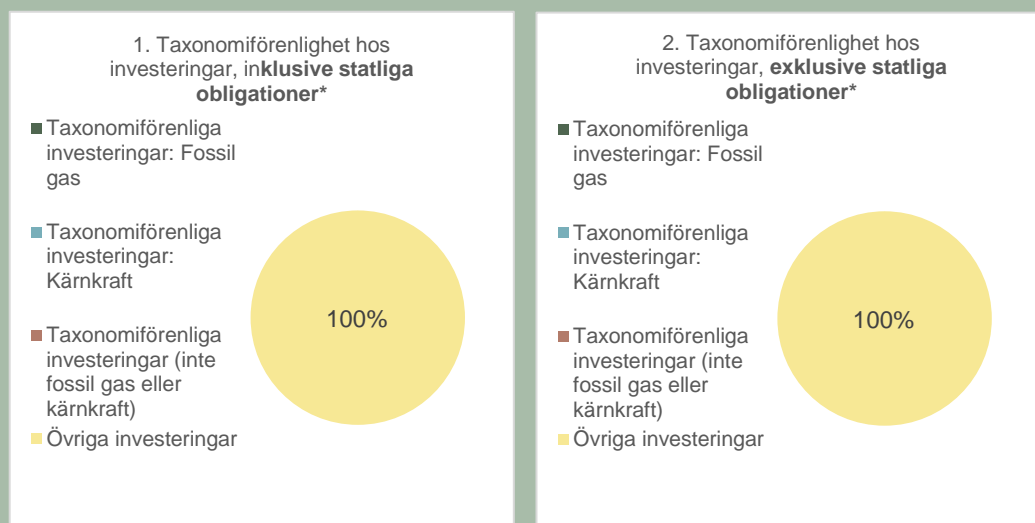 1. Taxonomiförenlighet hos
investeringar, inklusive statliga
obligationer*
Taxonomiförenliga
investeringar: Fossil
gas
Taxonomiförenliga
investeringar:
Kärnkraft
Taxonomiförenliga
investeringar (inte
fossil gas eller
kärnkraft)
Övriga investeringar
100%
2. Taxonomiförenlighet hos
investeringar, exklusive statliga
obligationer*
Taxonomiförenliga
investeringar: Fossil
gas
Taxonomiförenliga
investeringar:
Kärnkraft
Taxonomiförenliga
investeringar (inte
fossil gas eller
kärnkraft)
Övriga investeringar
100%